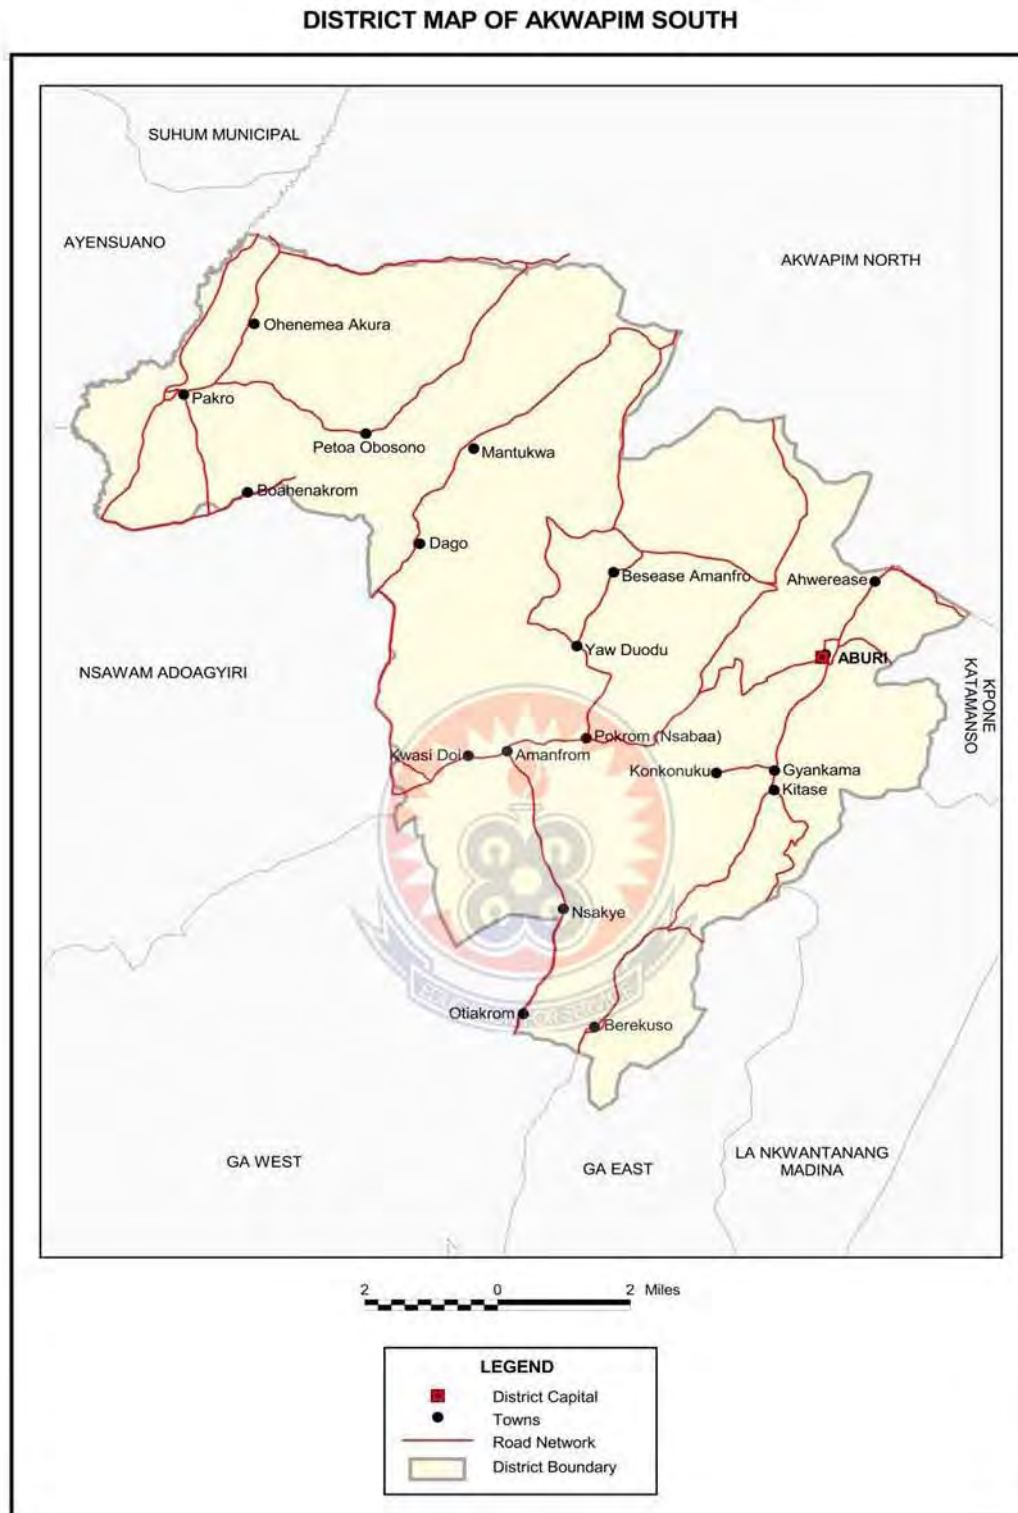 DISTRICT MAP OF AKWAPIM SOUTH
SUHUM MUNICIPAL
AYENSUANO
AKWAPIM NORTH
Ohenemea Akura
Pakro
Petoa Obosono
Mantukwa
Boahenakrom
Dago
Besease Amanfro
Ahwerease
Yaw Duodu
ABURI
NSAWAM ADOAGYIRI
KPONE
KATAMANSO
Pokrom (Nsabaa)
Kwasi Doi
Amanfrom
Konkonuku
Gyankama
Kitase
Nsakye
Otiakrom
Berekuso
GA WEST
GA EAST
LA NKWANTANANG
MADINA
2 0 2 Miles
LEGEND
District Capital
Towns
Road Network
District Boundary